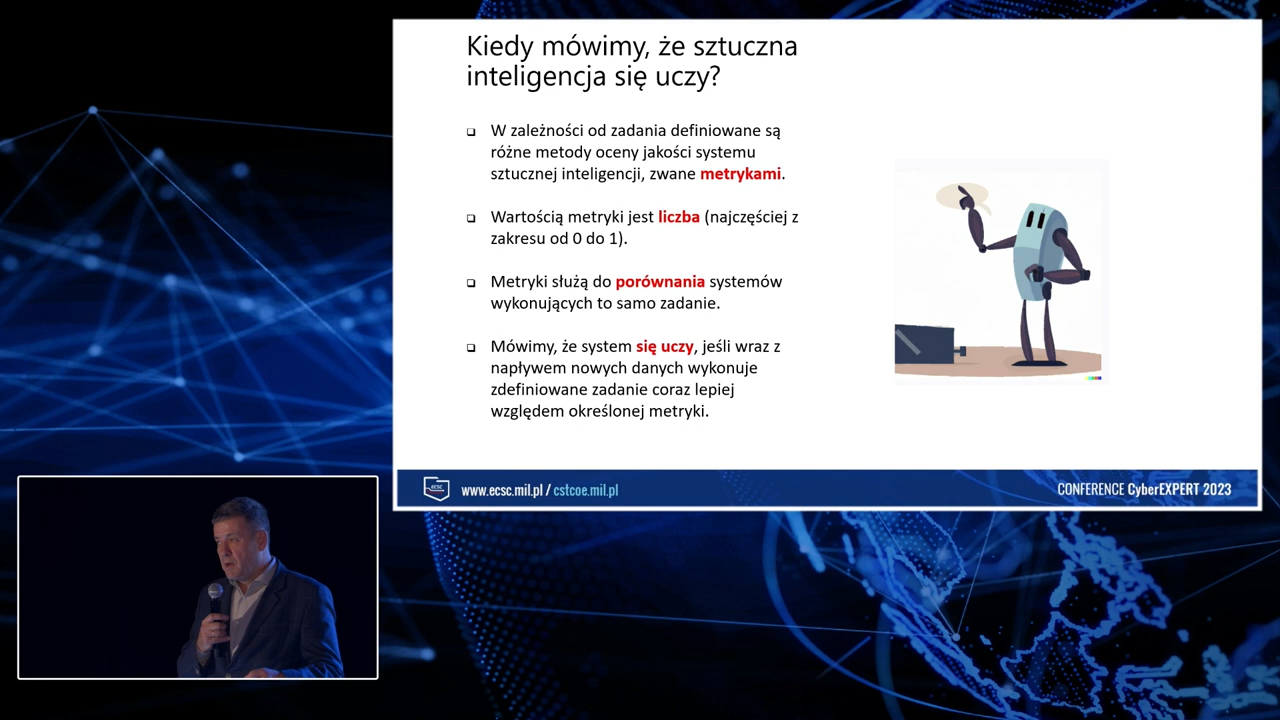 Kiedy mówimy, że sztuczna
inteligencja się uczy?
W zależności od zadania definiowane są
różne metody oceny jakości systemu
sztucznej inteligencji, zwane metrykami.
Wartością metryki jest liczba (najczęściej z
zakresu od 0 do 1).
Metryki służą do porównania systemów
wykonujących to samo zadanie.
Mówimy, że system się uczy, jeśli wraz z
napływem nowych danych wykonuje
zdefiniowane zadanie coraz lepiej
względem określonej metryki.
ecsc
www.ecsc.mil.pl / cstcoe.mil.pl
CONFERENCE CyberEXPERT 2023